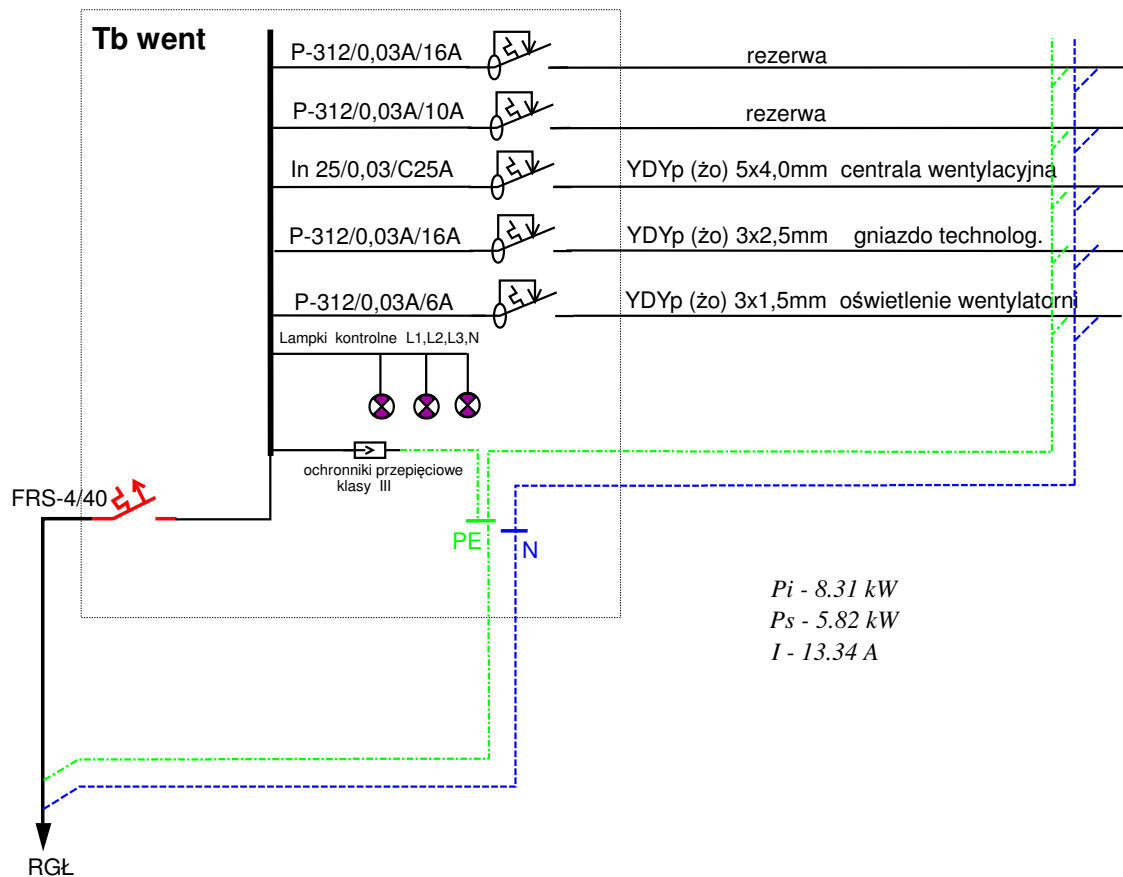 Tb went
P-312/0,03A/16A rezerwa
P-312/0,03A/10A rezerwa
In 25/0,03/C25A YDYp (żo) 5x4,0mm centrala wentylacyjna
P-312/0,03A/16A YDYp (żo) 3x2,5mm gniazdo technolog.
P-312/0,03A/6A YDYp (żo) 3x1,5mm oświetlenie wentylatorni
Lampki kontrolne L1,L2,L3,N
ochronniki przepięciowe
klasy III
FRS-4/40
PE
N
Pi - 8.31 kW
Ps - 5.82 kW
I - 13.34 A
RGŁ